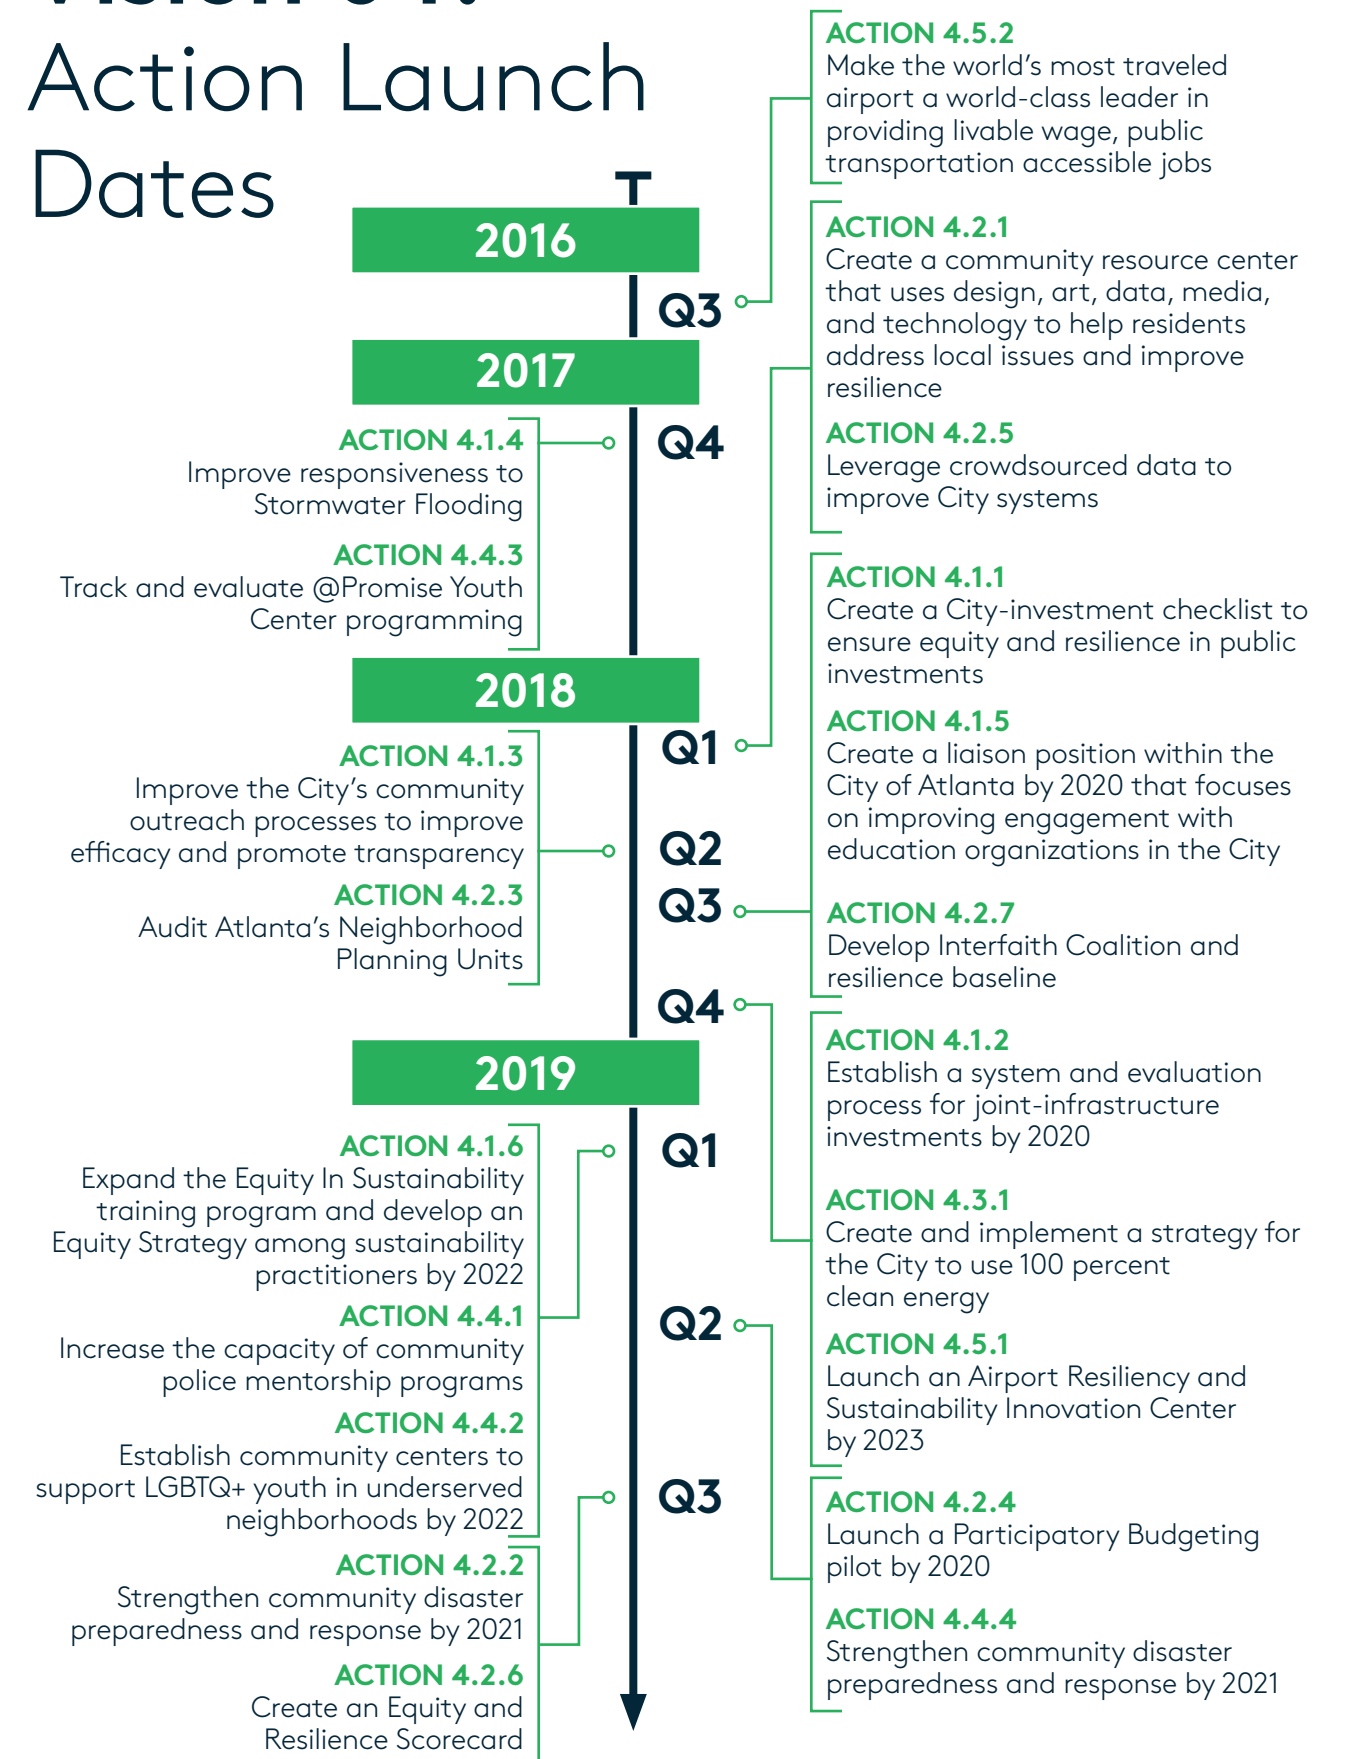 Action Launch
Dates
2016
Q3
ACTION 4.5.2
Make the world's most traveled
airport a world-class leader in
providing livable wage, public
transportation accessible jobs
2017
Q4
ACTION 4.1.4
Improve responsiveness to
Stormwater Flooding
ACTION 4.4.3
Track and evaluate @Promise Youth
Center programming
2018
Q1
ACTION 4.2.1
Create a community resource center
that uses design, art, data, media,
and technology to help residents
address local issues and improve
resilience
ACTION 4.2.5
Leverage crowdsourced data to
improve City systems
Q2
ACTION 4.1.3
Improve the City's community
outreach processes to improve
efficacy and promote transparency
ACTION 4.2.3
Audit Atlanta's Neighborhood
Planning Units
Q3
ACTION 4.1.1
Create a City-investment checklist to
ensure equity and resilience in public
investments
ACTION 4.1.5
Create a liaison position within the
City of Atlanta by 2020 that focuses
on improving engagement with
education organizations in the City
ACTION 4.2.7
Develop Interfaith Coalition and
resilience baseline
Q4
ACTION 4.1.2
Establish a system and evaluation
process for joint-infrastructure
investments by 2020
ACTION 4.3.1
Create and implement a strategy for
the City to use 100 percent
clean energy
ACTION 4.5.1
Launch an Airport Resiliency and
Sustainability Innovation Center
by 2023
2019
Q1
ACTION 4.1.6
Expand the Equity In Sustainability
training program and develop an
Equity Strategy among sustainability
practitioners by 2022
ACTION 4.4.1
Increase the capacity of community
police mentorship programs
ACTION 4.4.2
Establish community centers to
support LGBTQ+ youth in underserved
neighborhoods by 2022
Q2
ACTION 4.2.4
Launch a Participatory Budgeting
pilot by 2020
ACTION 4.4.4
Strengthen community disaster
preparedness and response by 2021
Q3
ACTION 4.2.2
Strengthen community disaster
preparedness and response by 2021
ACTION 4.2.6
Create an Equity and
Resilience Scorecard